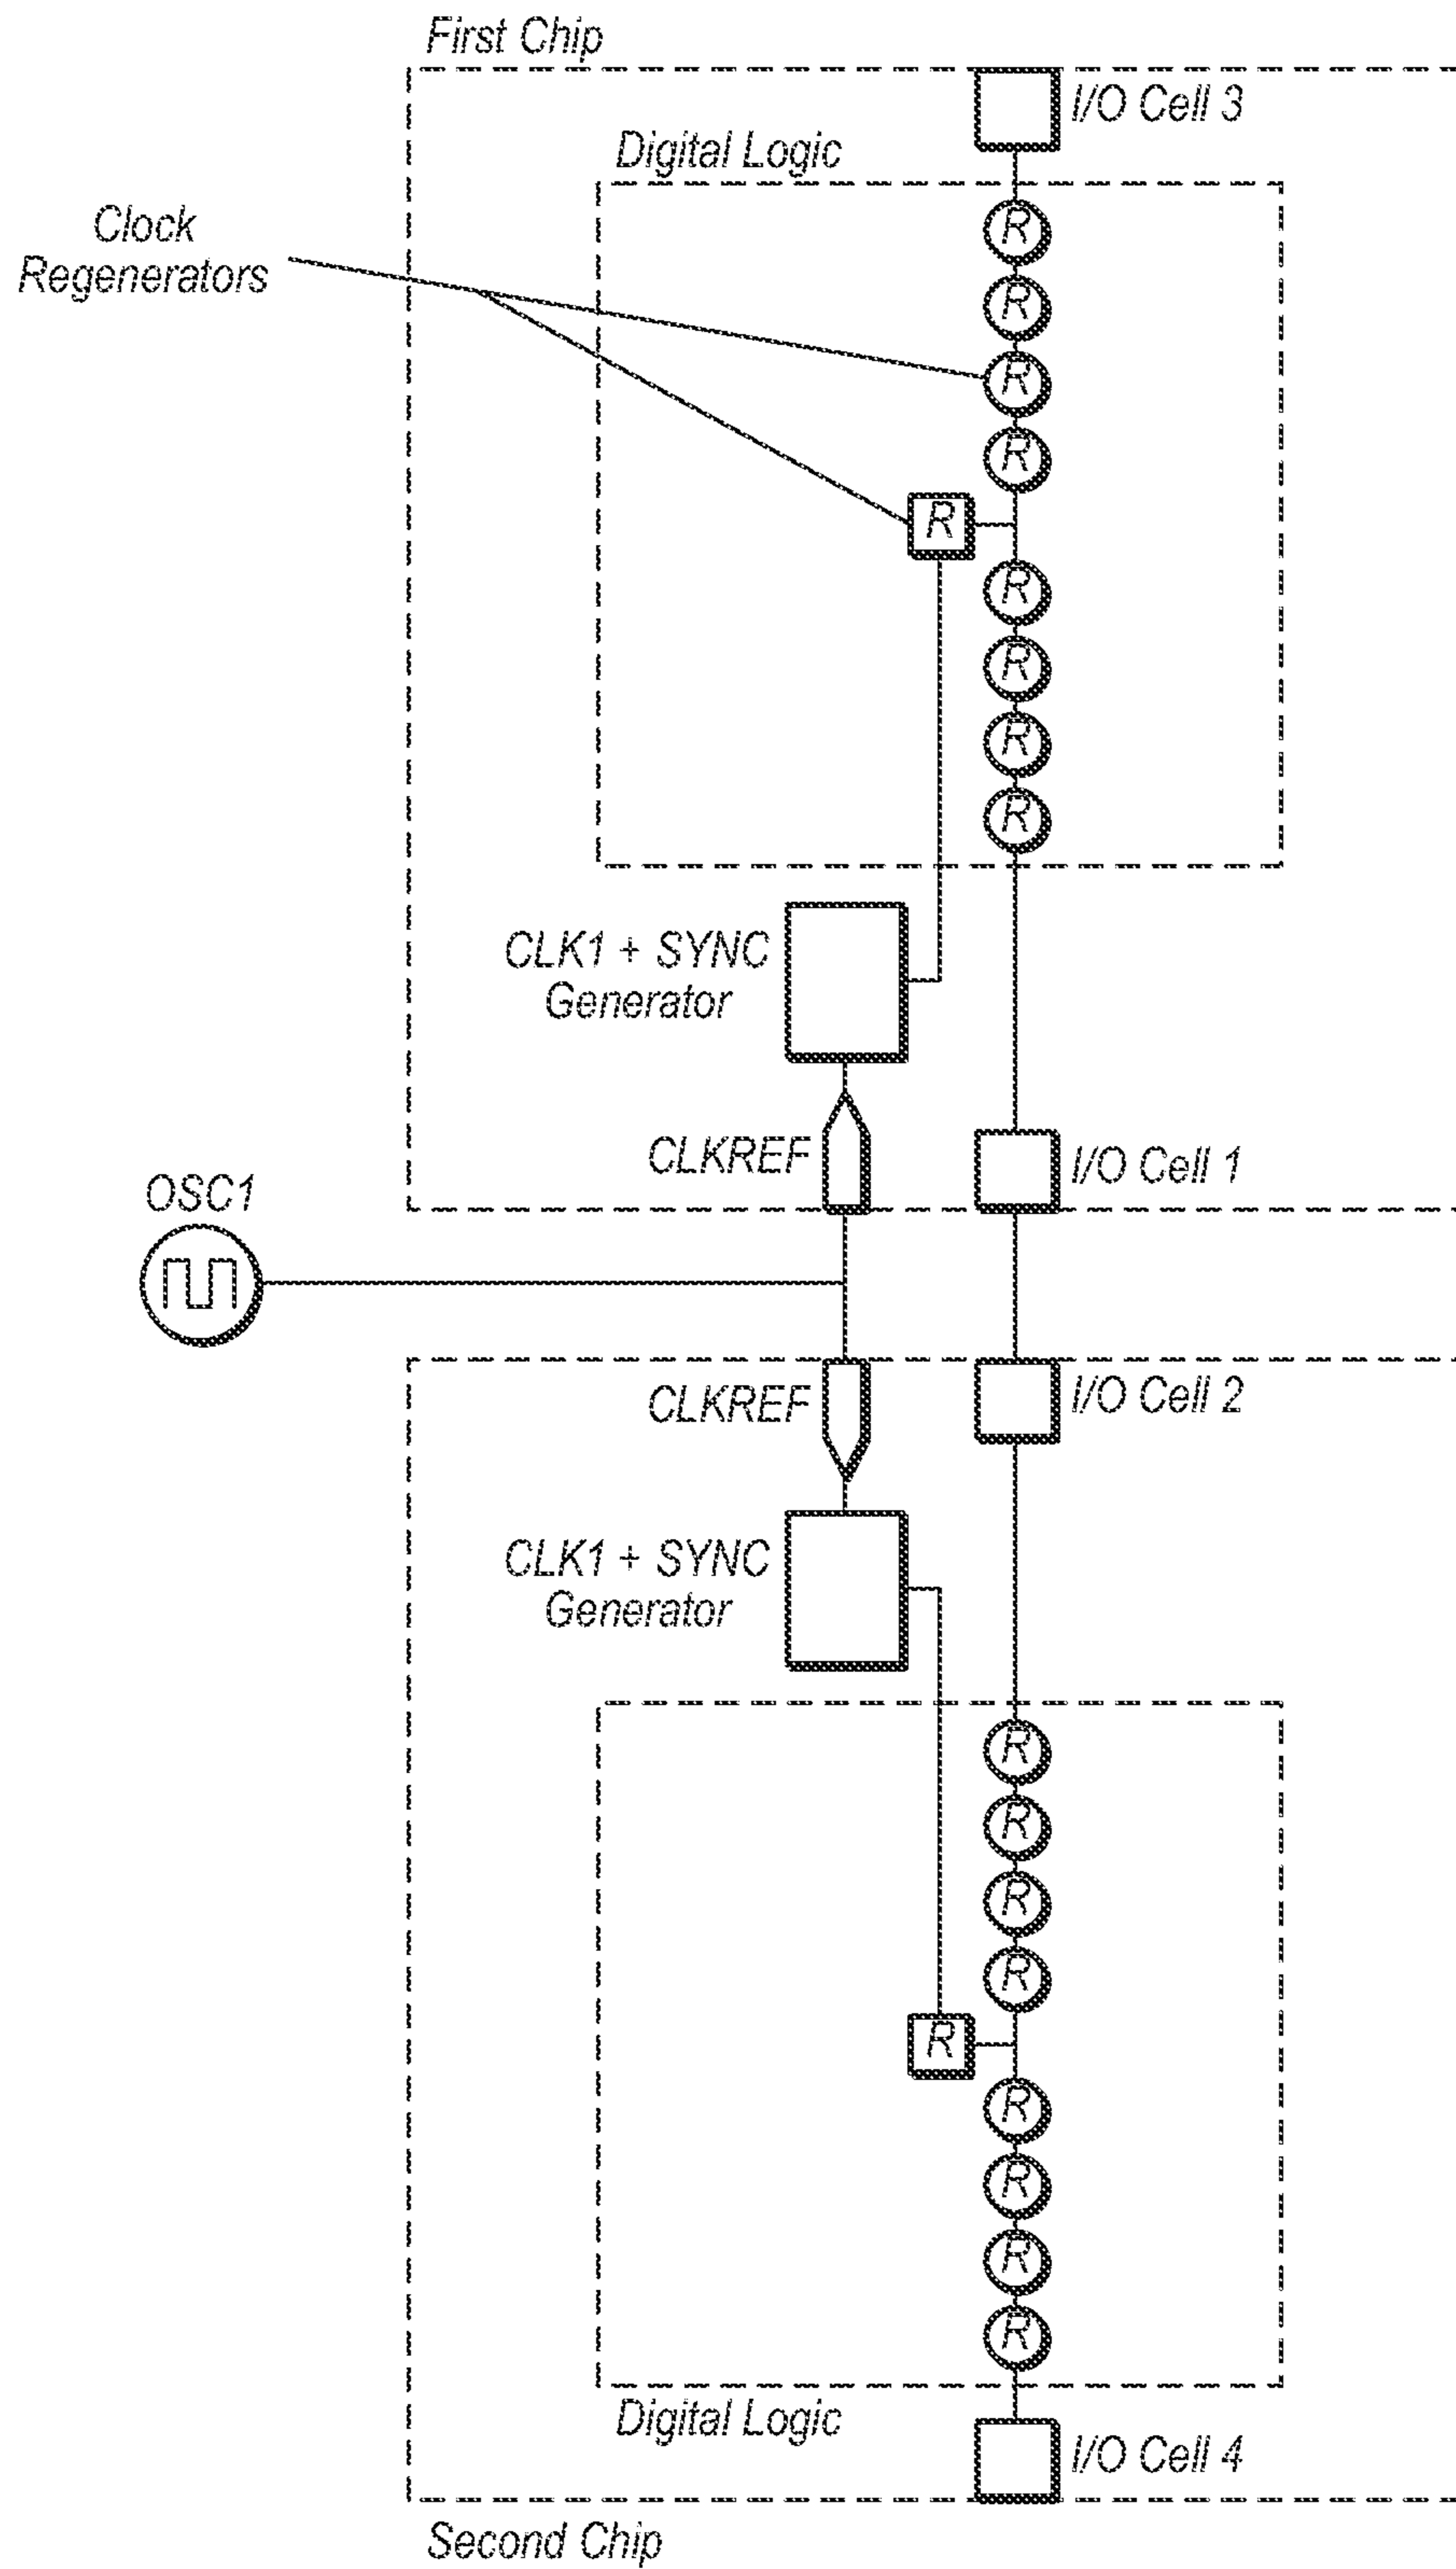 First Chip
I/O Cell 3
Digital Logic
Clock
Regenerators
R
R
R
R
R
R
R
R
R
CLK1 + SYNC
Generator
CLKREF
I/O Cell 1
OSC1
CLKREF
I/O Cell 2
CLK1 + SYNC
Generator
R
R
R
R
R
R
R
R
R
Digital Logic
I/O Cell 4
Second Chip